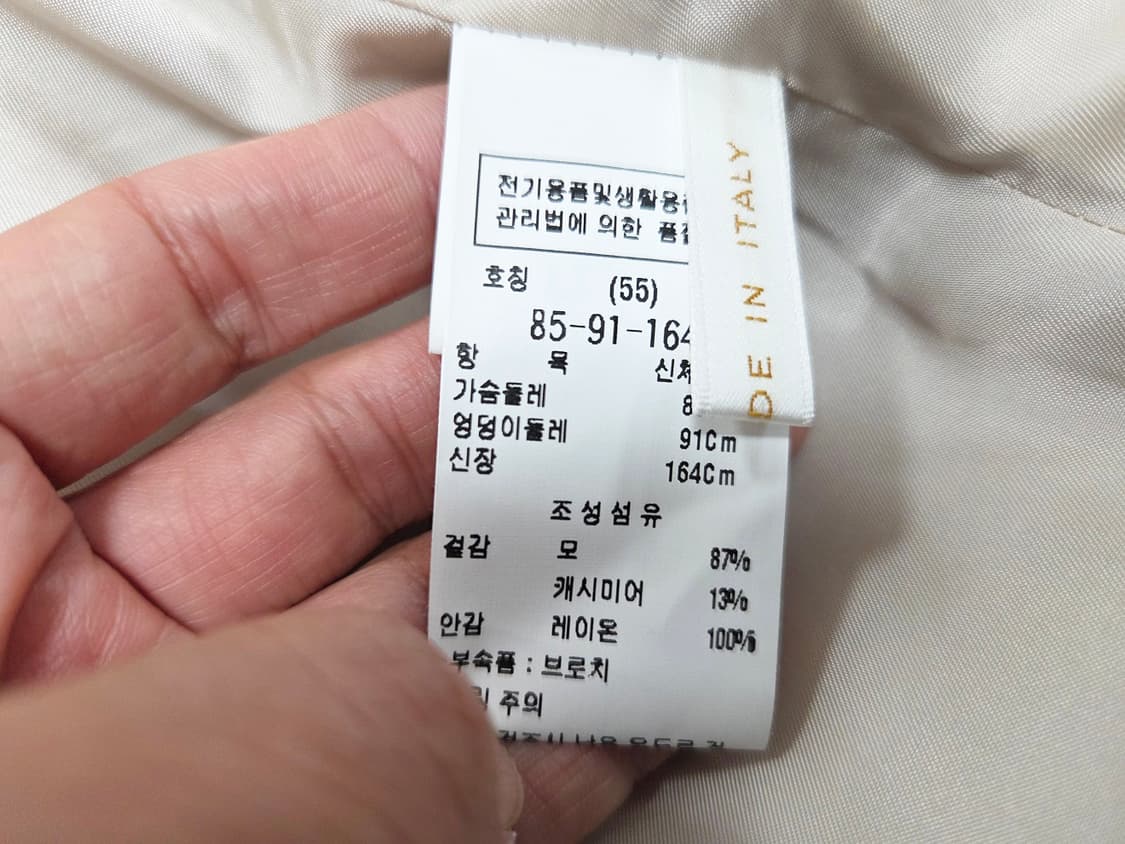 전기용품및생활용
관리법에 의한
호칭 (55)
85-91-164
항 목 신체
가슴둘레 8
엉덩이둘레 91Cm
신장 164Cm
조성섬유
겉감 모 87%
캐시미어 13%
안감 레이온 100%
부속품 : 브로치
주의
DE IN ITALY